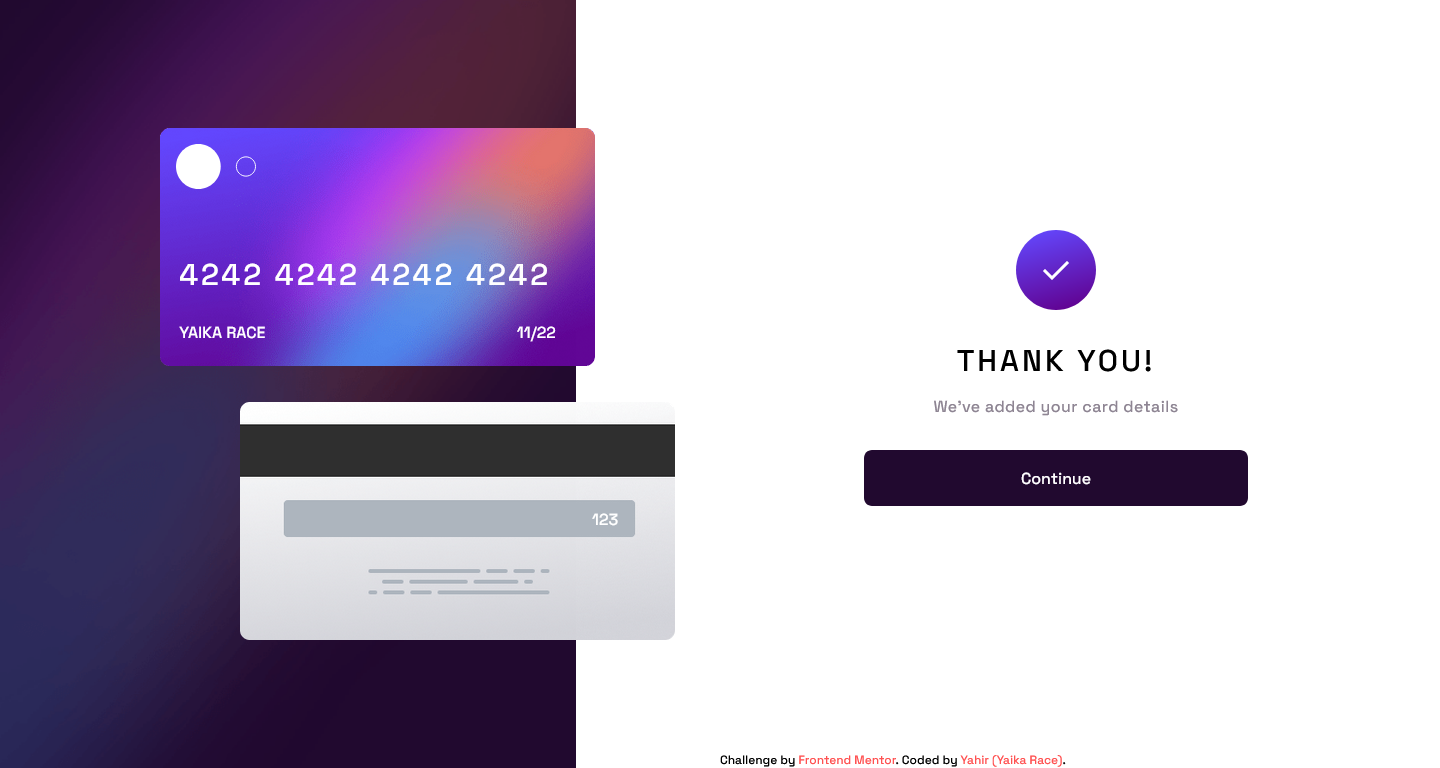 4242 4242 4242 4242
YAIKA RACE 11/22
123
THANK YOU!
We've added your card details
Continue
Challenge by Frontend Mentor. Coded by Yahir (Yaika Race).